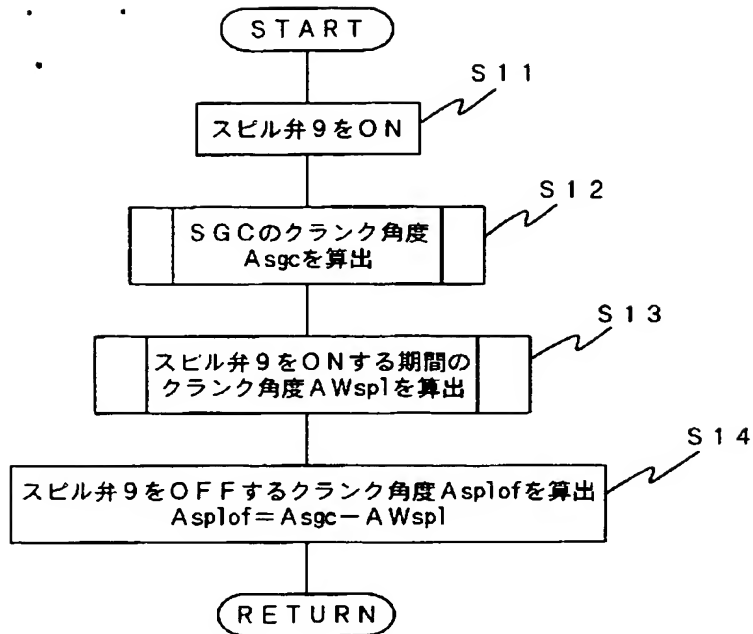 START
S11
スピル弁9をON
S12
SGCのクランク角度
Asgcを算出
S13
スピル弁9をONする期間の
クランク角度AWsplを算出
S14
スピル弁9をOFFするクランク角度Asplofを算出
Asplof=Asgc-AWspl
RETURN